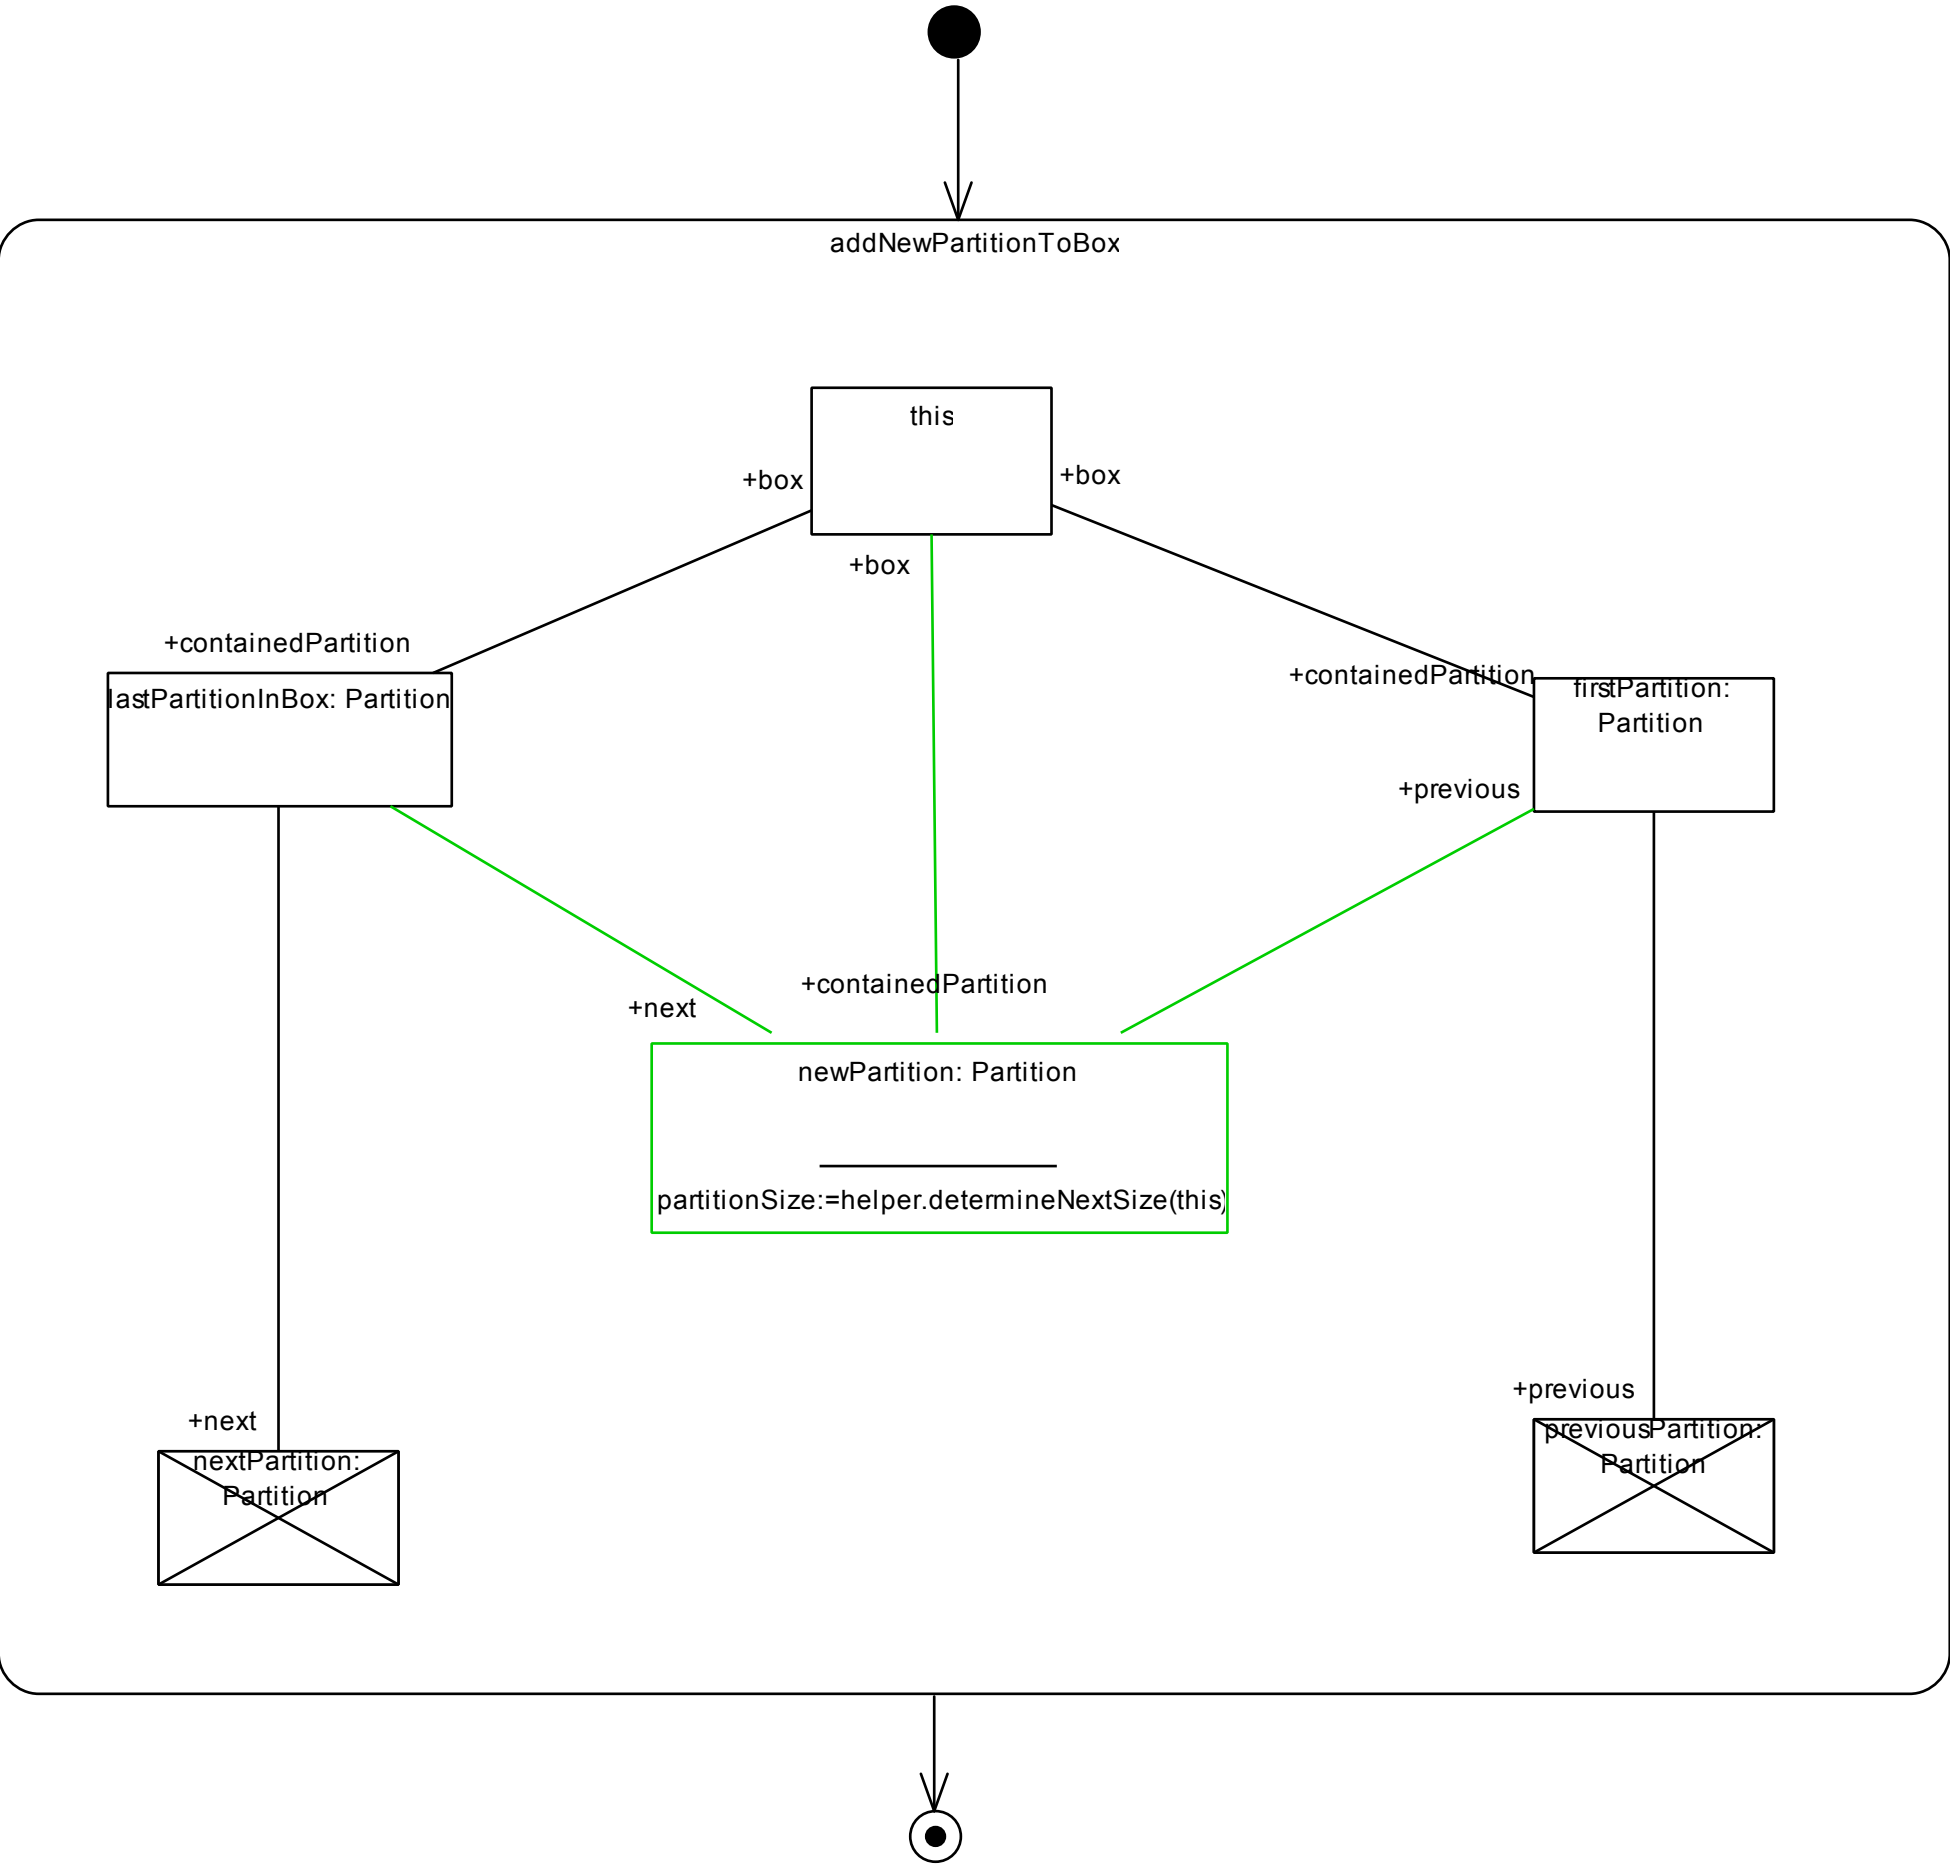 addNewPartitionToBox
this
+box
+box
+box
+containedPartition
+containedPartition
lastPartitionInBox: Partition
firstPartition:
Partition
+previous
+containedPartition
+next
newPartition: Partition
partitionSize:=helper.determineNextSize(this)
+previous
+next
previousPartition:
Partition
nextPartition:
Partition